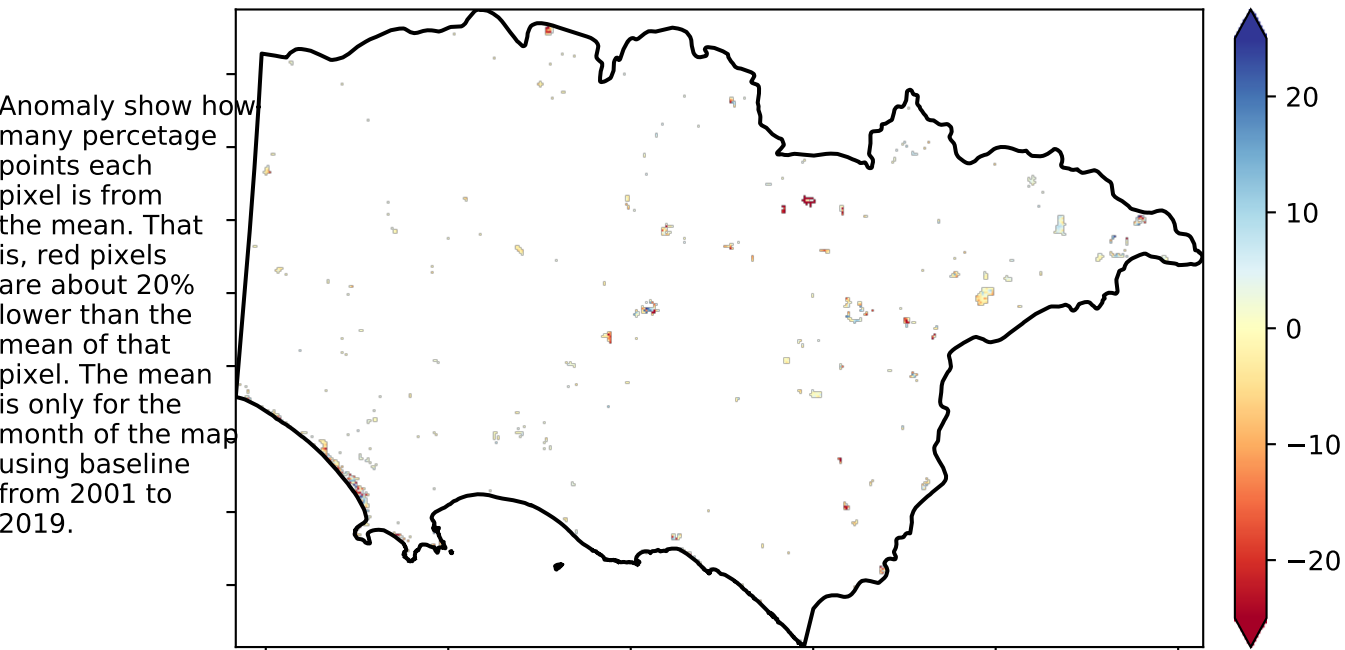 Anomaly show how
many percetage
points each
pixel is from
the mean. That
is, red pixels
are about 20%
lower than the
mean of that
pixel. The mean
is only for the
month of the map
using baseline
from 2001 to
2019.
20
10
0
−10
−20